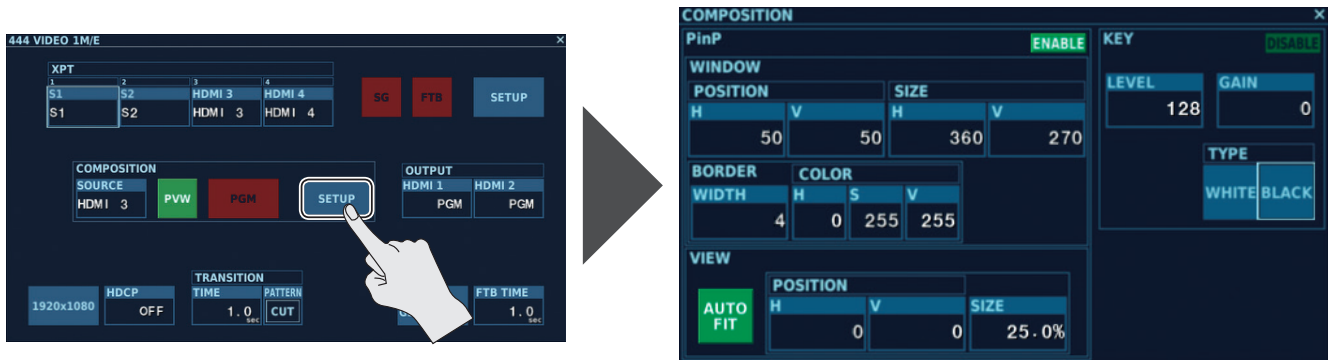 444 VIDEO 1M/E ×
XPT
1 2 3 4
S1 S2 HDMI 3 HDMI 4
S1 S2 HDMI 3 HDMI 4
SG FTB SETUP
COMPOSITION
SOURCE
HDMI 3
PVW PGM SETUP
OUTPUT
HDMI 1 HDMI 2
PGM PGM
1920x1080
HDCP
OFF
TRANSITION
TIME PATTERN
1.0 sec CUT
FTB TIME
1.0 sec
COMPOSITION ×
PinP ENABLE
WINDOW
POSITION SIZE
H V H V
50 50 360 270
BORDER COLOR
WIDTH H S V
4 0 255 255
VIEW
AUTO
FIT
POSITION
H V SIZE
0 0 25.0%
KEY DISABLE
LEVEL GAIN
128 0
TYPE
WHITE BLACK